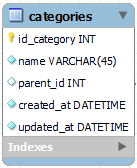 categories
id_category INT
name VARCHAR(45)
parent_id INT
created_at DATETIME
updated_at DATETIME
Indexes